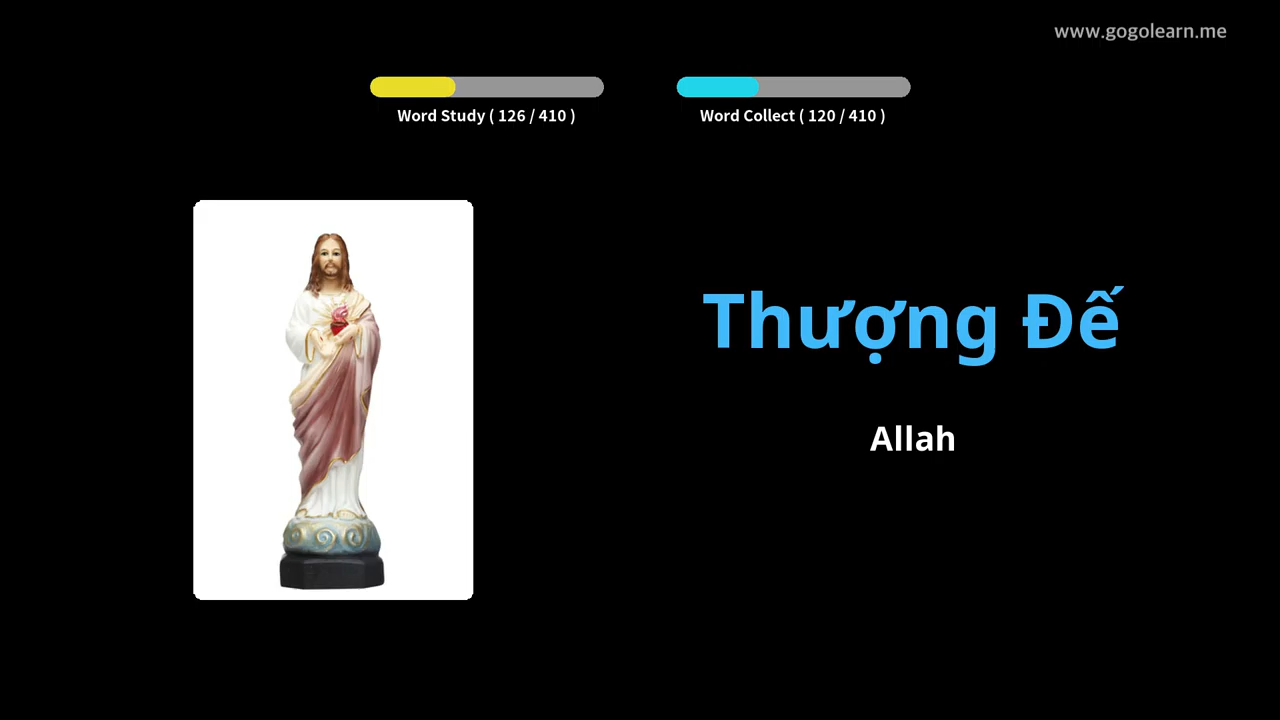 www.gogolearn.me
Word Study ( 126 / 410 )
Word Collect ( 120 / 410 )
Thượng Đế
Allah